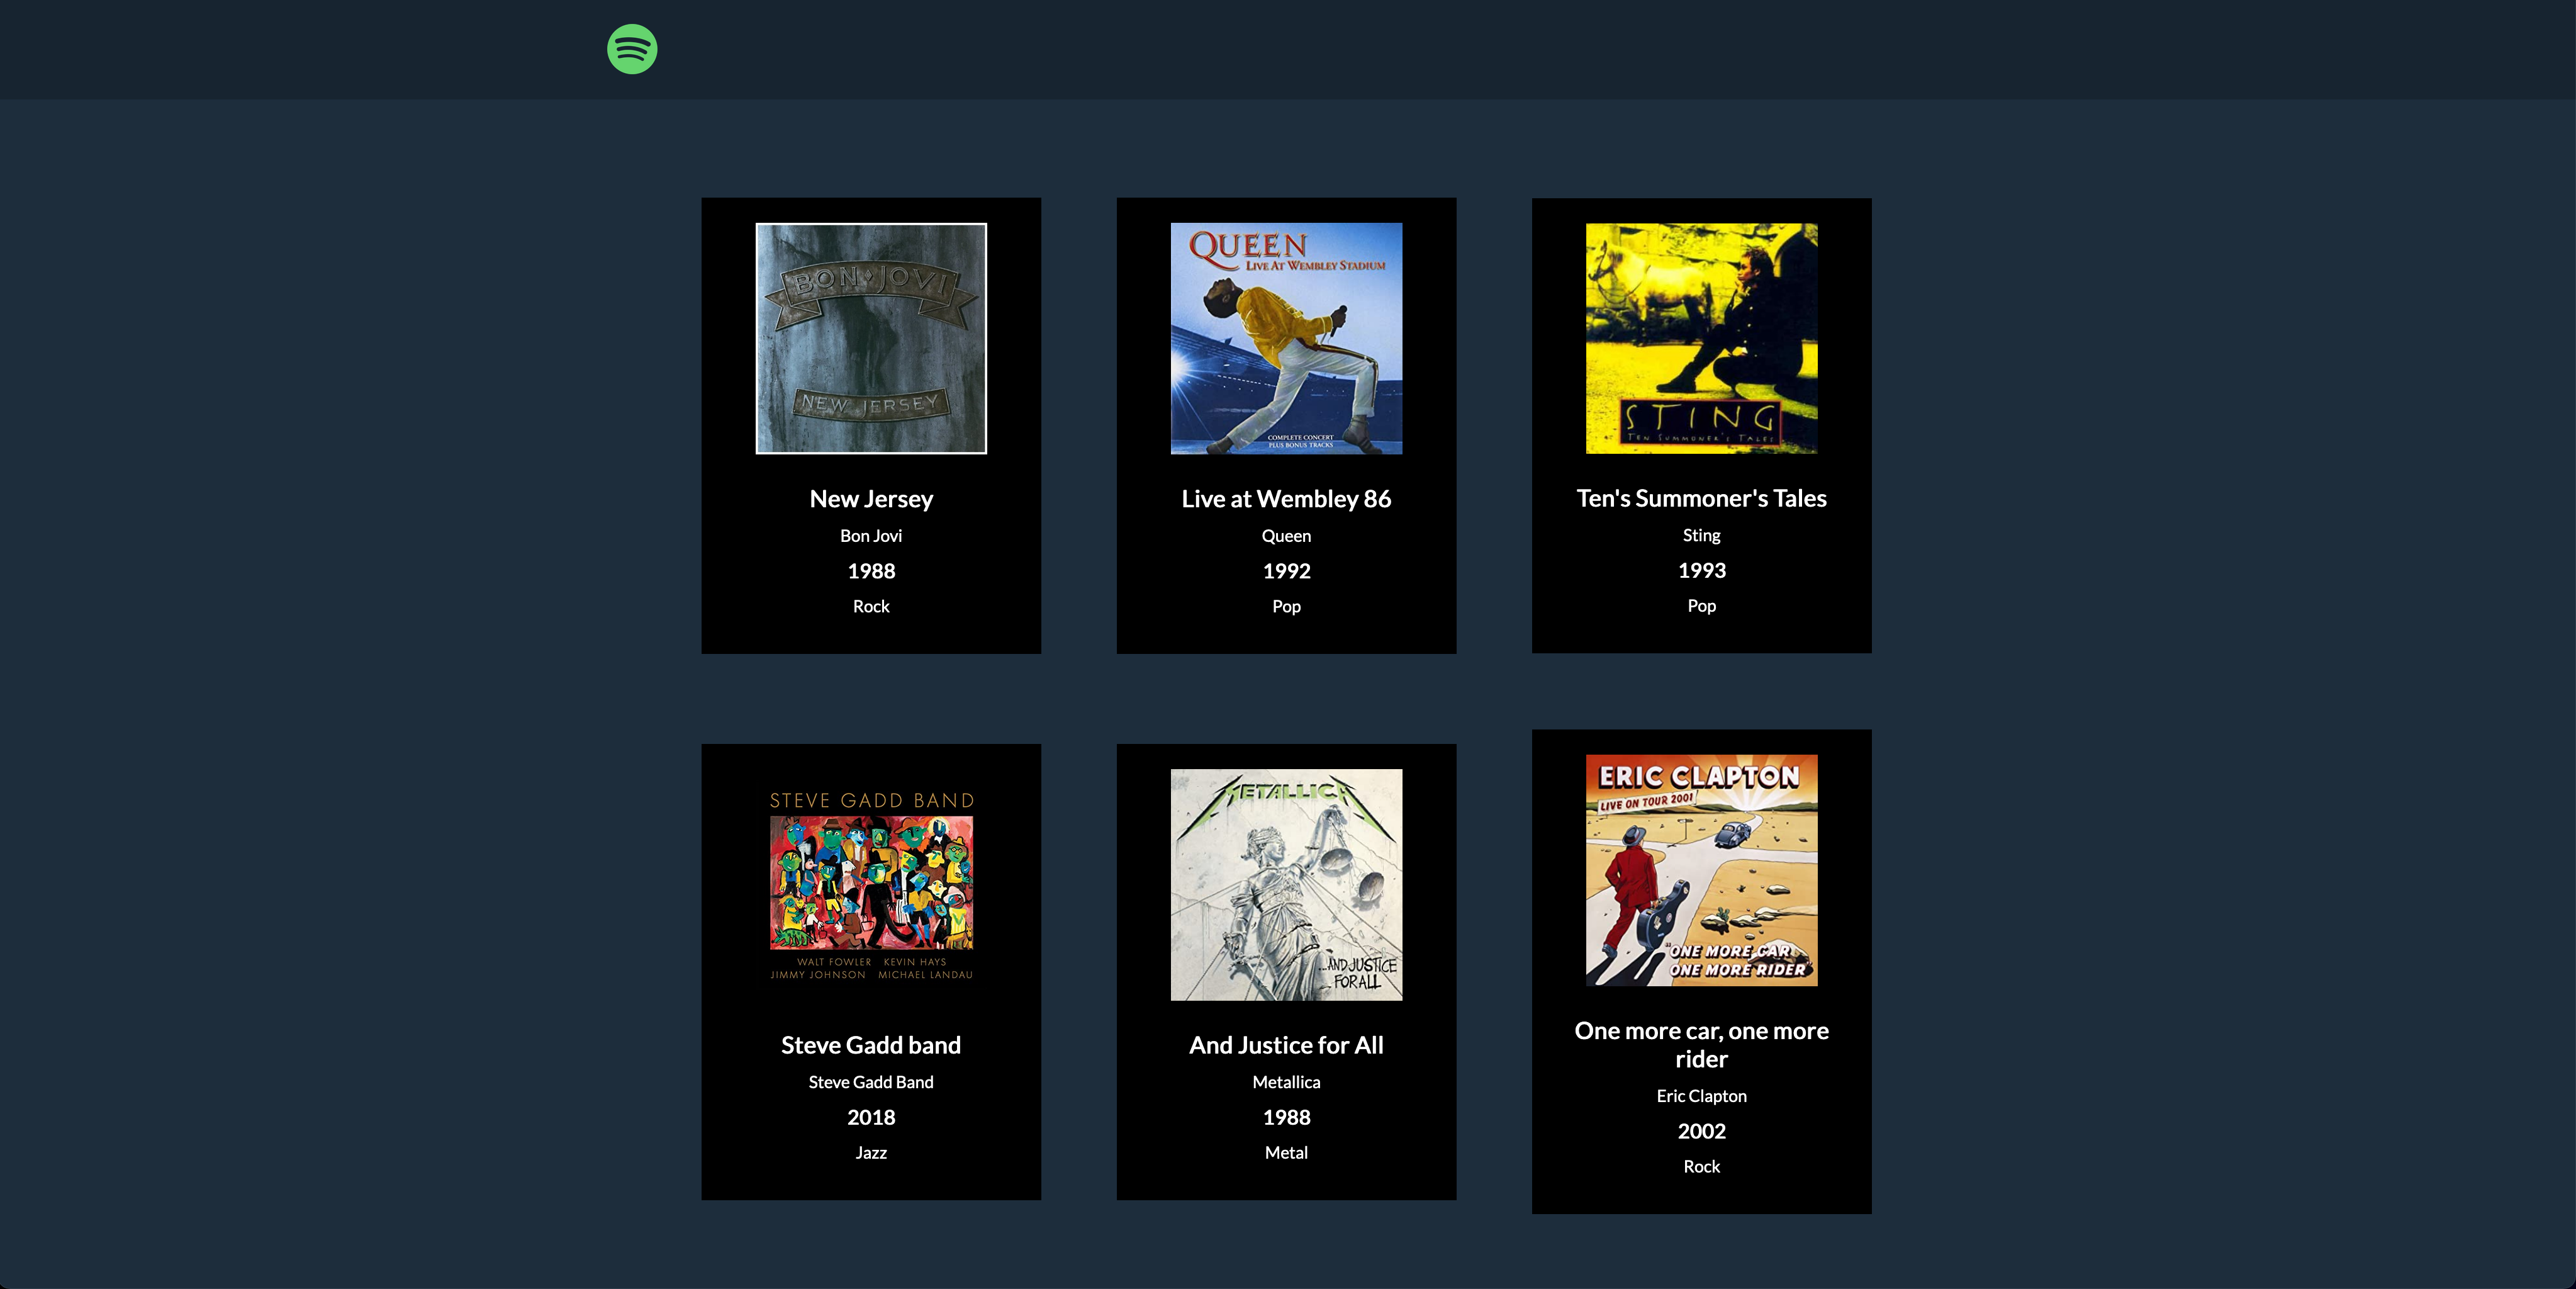 BON JOVI
NEW JERSEY
New Jersey
Bon Jovi
1988
Rock
QUEEN
LIVE AT WEMBLEY STADIUM
COMPLETE CONCERT
PLUS BONUS TRACKS
Live at Wembley 86
Queen
1992
Pop
STING
TEN SUMMONER'S TALES
Ten's Summoner's Tales
Sting
1993
Pop
STEVE GADD BAND
WALT FOWLER KEVIN HAYS
JIMMY JOHNSON MICHAEL LANDAU
Steve Gadd band
Steve Gadd Band
2018
Jazz
METALLICA
...AND JUSTICE
FOR ALL
And Justice for All
Metallica
1988
Metal
ERIC CLAPTON
LIVE ON TOUR 2001
"ONE MORE CAR
ONE MORE RIDER
One more car, one more
rider
Eric Clapton
2002
Rock